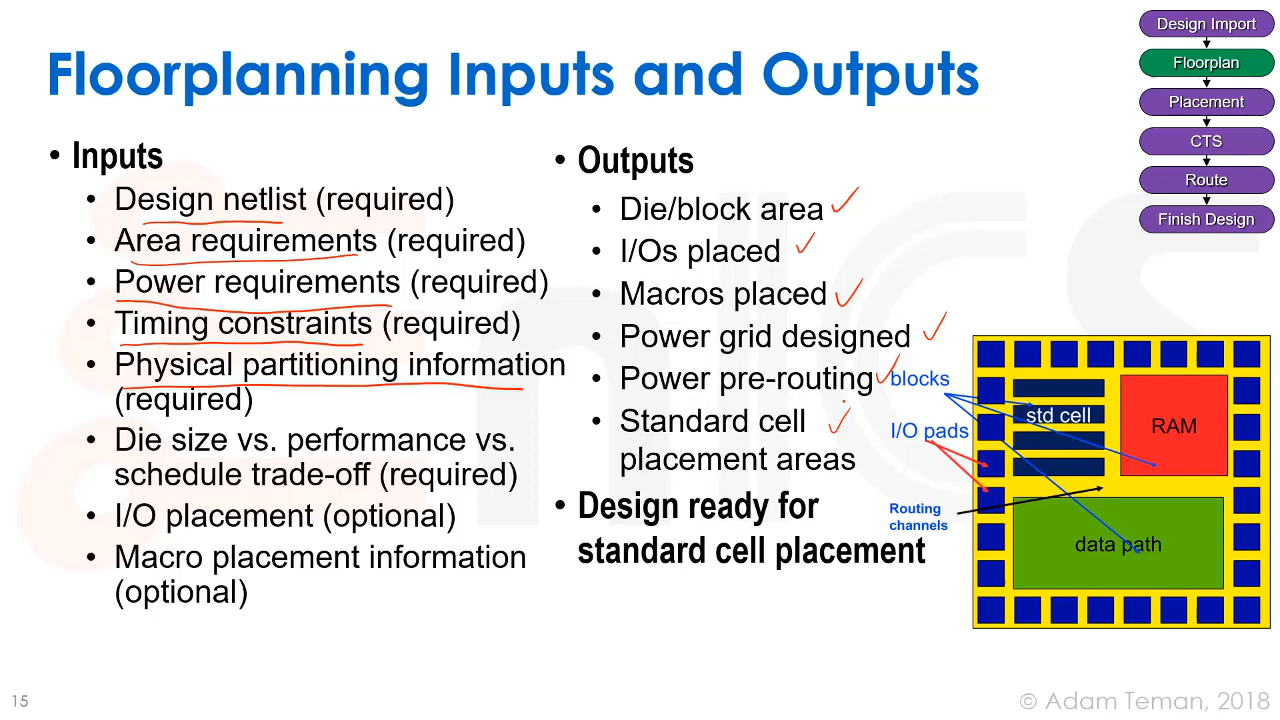 Floorplanning Inputs and Outputs
• Inputs
• Design netlist (required)
• Area requirements (required)
• Power requirements (required)
• Timing constraints (required)
• Physical partitioning information
(required)
• Die size vs. performance vs.
schedule trade-off (required)
• I/O placement (optional)
• Macro placement information
(optional)
• Outputs
• Die/block area
• I/Os placed
• Macros placed
• Power grid designed
• Power pre-routing
• Standard cell
placement areas
• Design ready for
standard cell placement
Design Import
Floorplan
Placement
CTS
Route
Finish Design
blocks
I/O pads
Routing
channels
std cell
RAM
data path
15
© Adam Teman, 2018